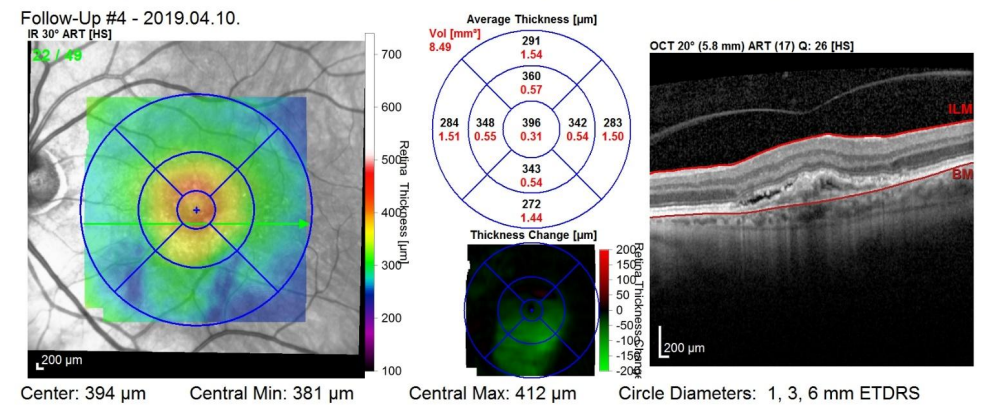 Follow-Up #4 - 2019.04.10.
IR 30° ART [HS]
22 / 49
200 µm
700
600
500
400
300
200
100
Retina Thickness [µm]
Average Thickness [µm]
Vol [mm³]
8.49
291
1.54
360
0.57
284
1.51
348
0.55
396
0.31
342
0.54
283
1.50
343
0.54
272
1.44
Thickness Change [µm]
200
150
100
50
0
-50
-100
-150
-200
Retina Thickness Change
OCT 20° (5.8 mm) ART (17) Q: 26 [HS]
ILM
BM
200 µm
Center: 394 µm Central Min: 381 µm Central Max: 412 µm Circle Diameters: 1, 3, 6 mm ETDRS